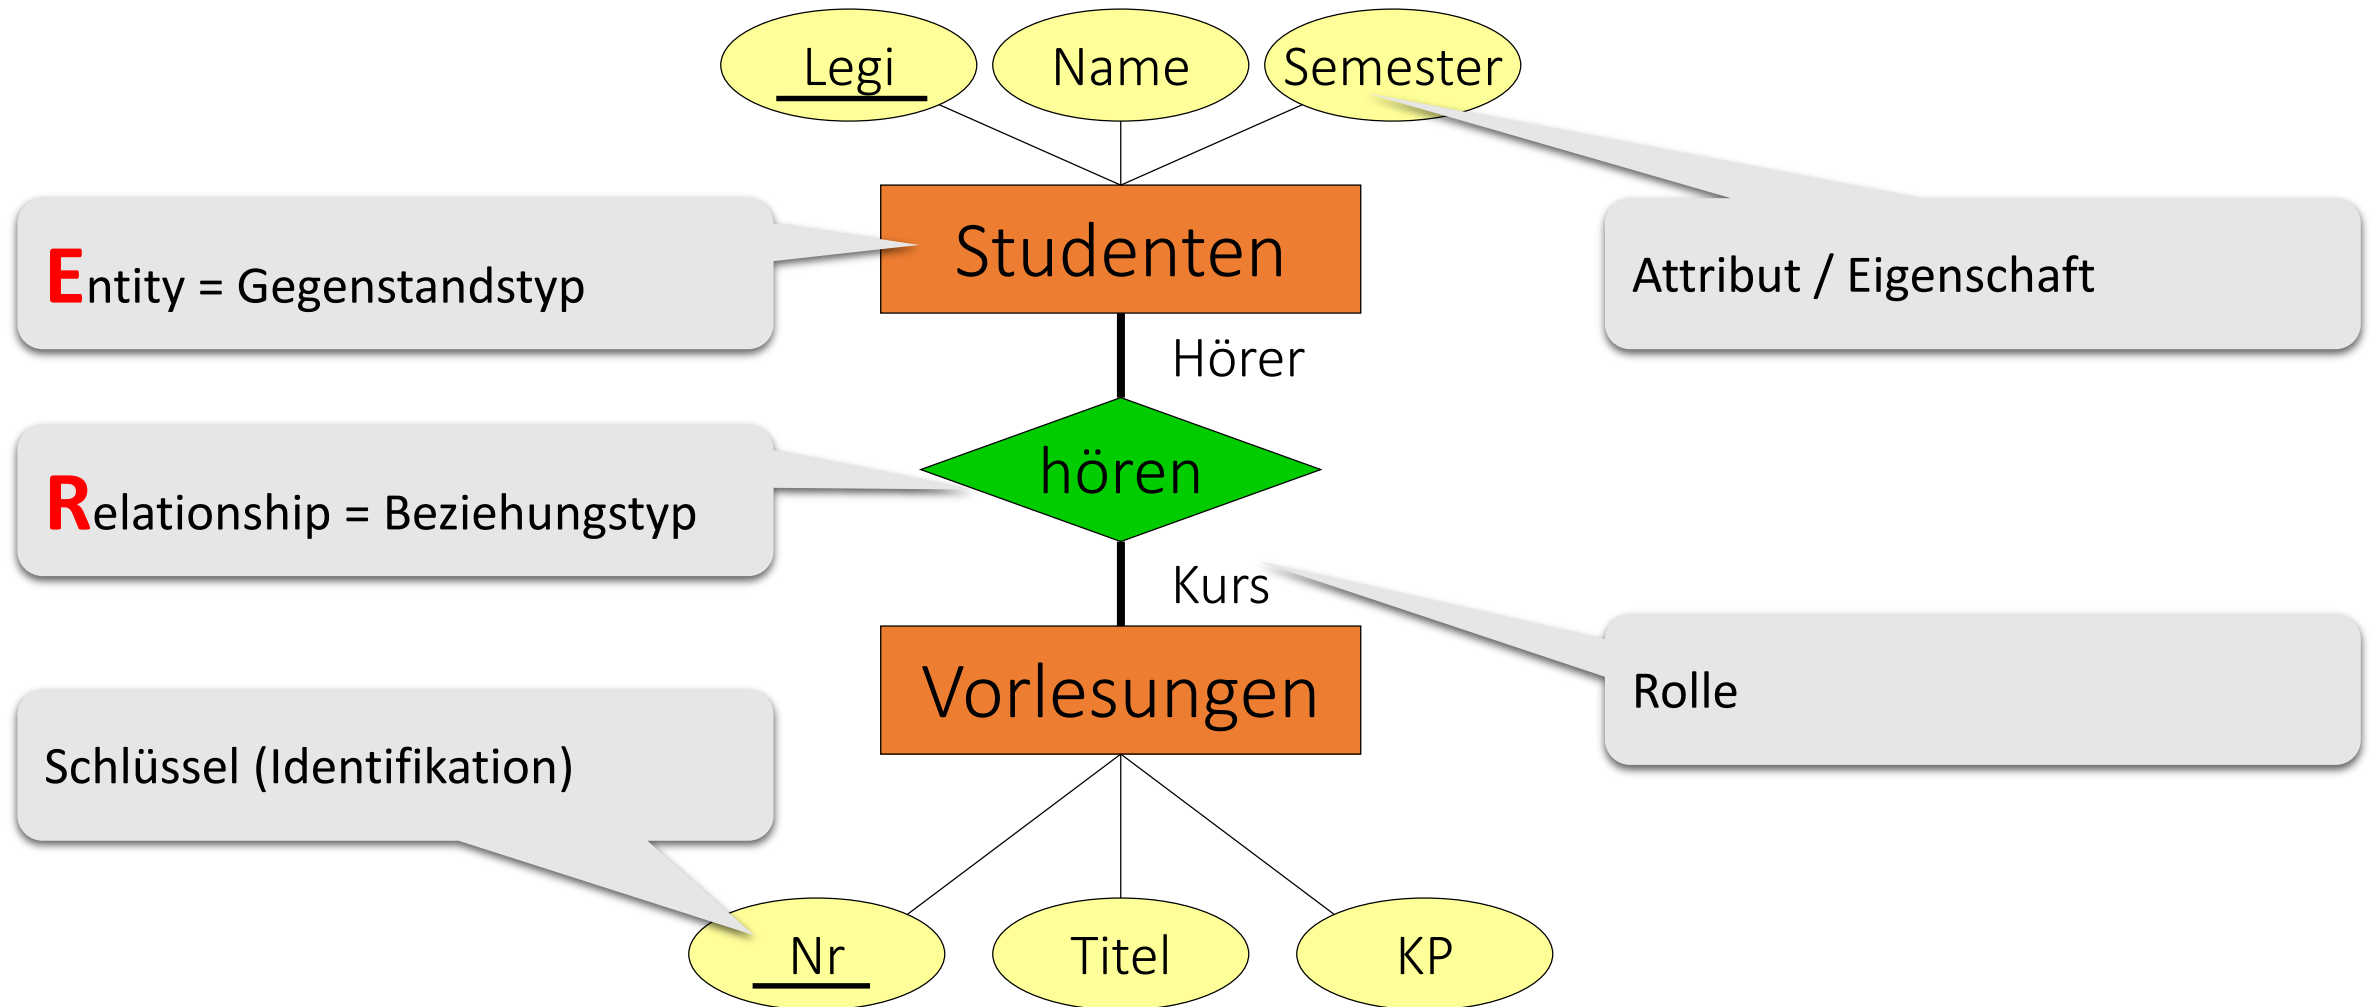 Legi
Name
Semester
Studenten
Entity = Gegenstandstyp
Attribut / Eigenschaft
Hörer
hören
Relationship = Beziehungstyp
Kurs
Vorlesungen
Rolle
Schlüssel (Identifikation)
Nr
Titel
KP